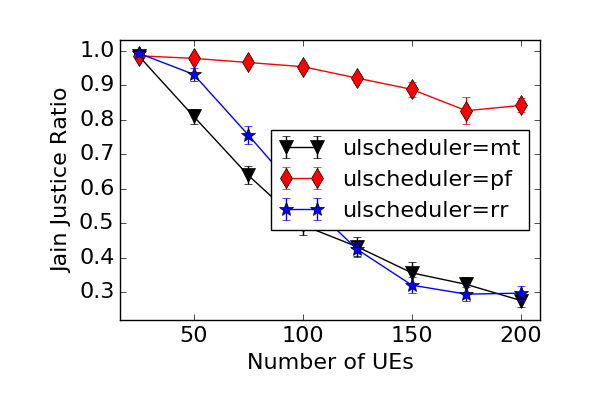 1.0
0.9
0.8
0.7
0.6
0.5
0.4
0.3
Jain Justice Ratio
ulscheduler=mt
ulscheduler=pf
ulscheduler=rr
50
100
150
200
Number of UEs